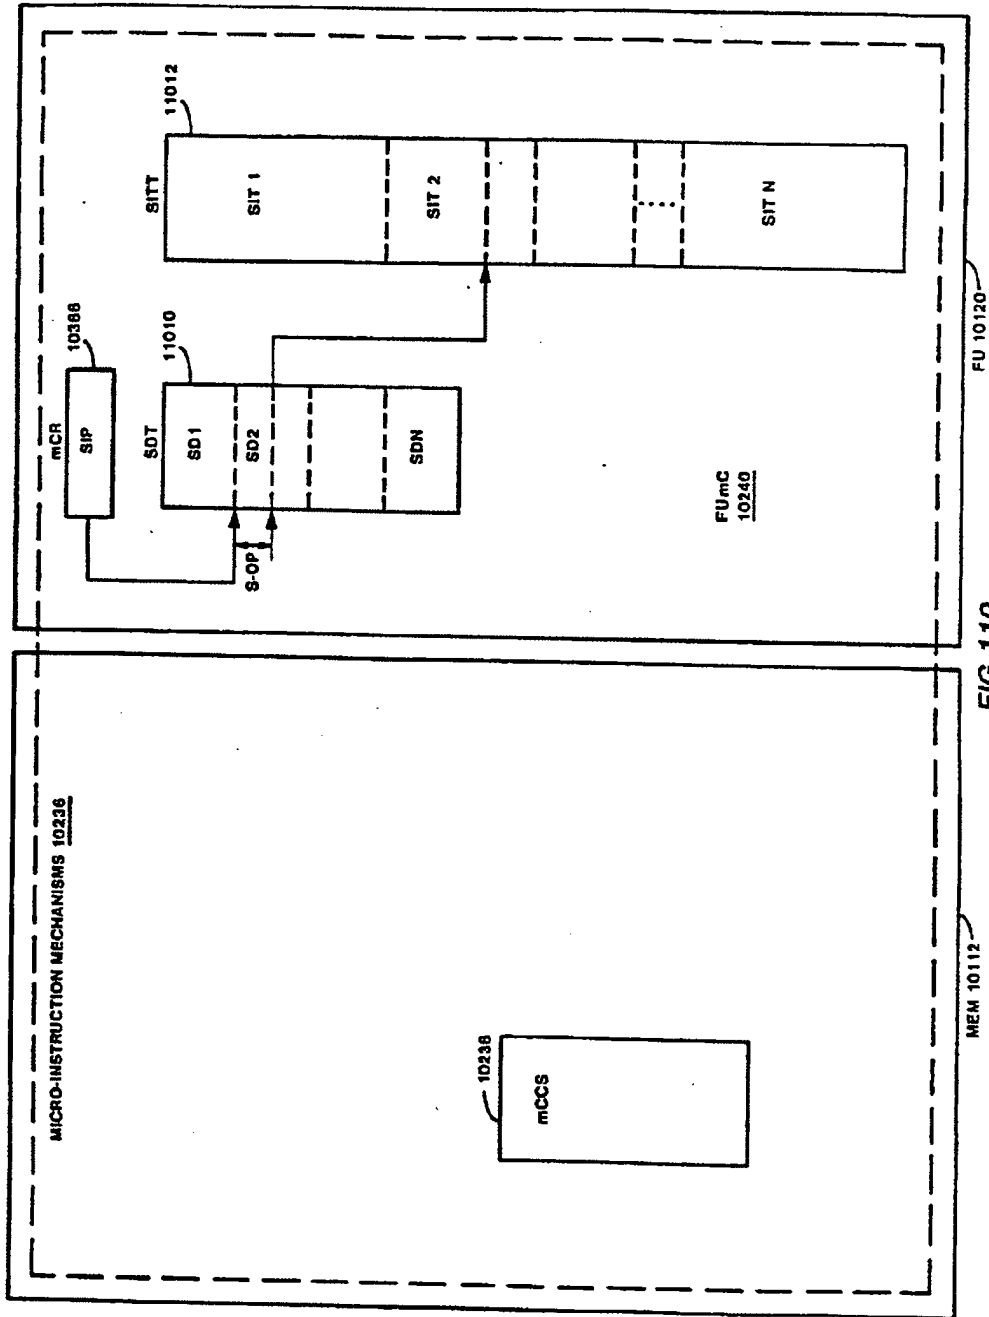 MICRO-INSTRUCTION MECHANISMS 10236
mCCS
10238
MEM 10112
mCR
SIP
10366
SDT
11010
SD1
SD2
SDN
S-OP
SITT
11012
SIT 1
SIT 2
SIT N
FUmC
10240
FU 10120
FIG 110